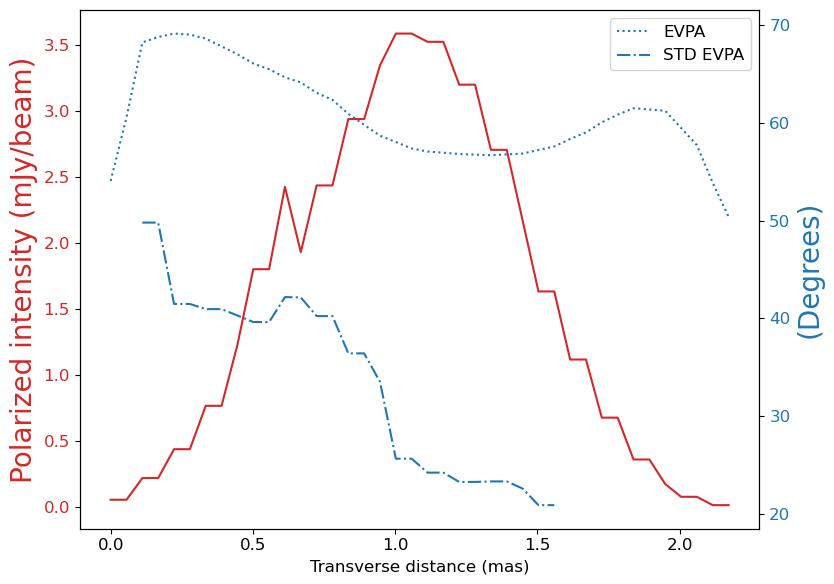 Polarized intensity (mJy/beam)
3.5
3.0
2.5
2.0
1.5
1.0
0.5
0.0
EVPA
STD EVPA
70
60
50
40
30
20
(Degrees)
0.0 0.5 1.0 1.5 2.0
Transverse distance (mas)